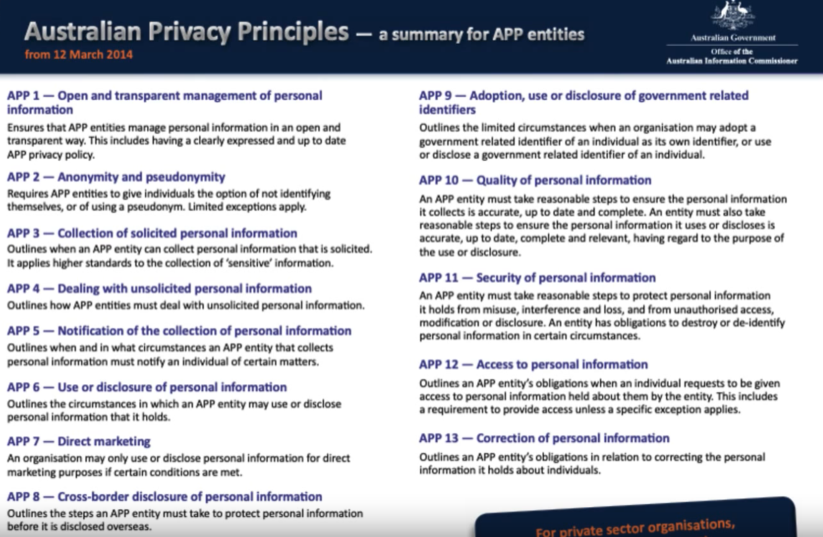 Australian Privacy Principles — a summary for APP entities
from 12 March 2014
Australian Government
Office of the
Australian Information Commissioner
APP 1 — Open and transparent management of personal
information
Ensures that APP entities manage personal information in an open and
transparent way. This includes having a clearly expressed and up to date
APP privacy policy.
APP 2 — Anonymity and pseudonymity
Requires APP entities to give individuals the option of not identifying
themselves, or of using a pseudonym. Limited exceptions apply.
APP 3 — Collection of solicited personal information
Outlines when an APP entity can collect personal information that is solicited.
It applies higher standards to the collection of ‘sensitive’ information.
APP 4 — Dealing with unsolicited personal information
Outlines how APP entities must deal with unsolicited personal information.
APP 5 — Notification of the collection of personal information
Outlines when and in what circumstances an APP entity that collects
personal information must notify an individual of certain matters.
APP 6 — Use or disclosure of personal information
Outlines the circumstances in which an APP entity may use or disclose
personal information that it holds.
APP 7 — Direct marketing
An organisation may only use or disclose personal information for direct
marketing purposes if certain conditions are met.
APP 8 — Cross-border disclosure of personal information
Outlines the steps an APP entity must take to protect personal information
before it is disclosed overseas.
APP 9 — Adoption, use or disclosure of government related
identifiers
Outlines the limited circumstances when an organisation may adopt a
government related identifier of an individual as its own identifier, or use
or disclose a government related identifier of an individual.
APP 10 — Quality of personal information
An APP entity must take reasonable steps to ensure the personal information
it collects is accurate, up to date and complete. An entity must also take
reasonable steps to ensure the personal information it uses or discloses is
accurate, up to date, complete and relevant, having regard to the purpose of
the use or disclosure.
APP 11 — Security of personal information
An APP entity must take reasonable steps to protect personal information
it holds from misuse, interference and loss, and from unauthorised access,
modification or disclosure. An entity has obligations to destroy or de-identify
personal information in certain circumstances.
APP 12 — Access to personal information
Outlines an APP entity’s obligations when an individual requests to be given
access to personal information held about them by the entity. This includes
a requirement to provide access unless a specific exception applies.
APP 13 — Correction of personal information
Outlines an APP entity’s obligations in relation to correcting the personal
information it holds about individuals.
For private sector organisations,